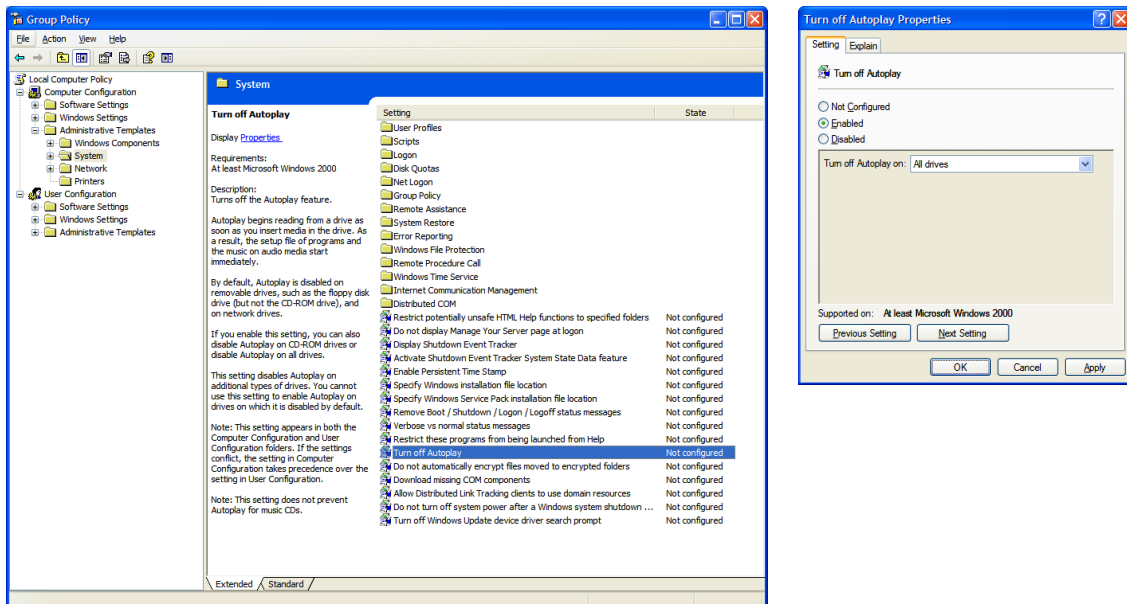 Group Policy
File Action View Help
Local Computer Policy
Computer Configuration
Software Settings
Windows Settings
Administrative Templates
Windows Components
System
Network
Printers
User Configuration
Software Settings
Windows Settings
Administrative Templates
System
Turn off Autoplay
Display Properties
Requirements:
At least Microsoft Windows 2000
Description:
Turns off the Autoplay feature.
Autoplay begins reading from a drive as
soon as you insert media in the drive. As
a result, the setup file of programs and
the music on audio media start
immediately.
By default, Autoplay is disabled on
removable drives, such as the floppy disk
drive (but not the CD-ROM drive), and
on network drives.
If you enable this setting, you can also
disable Autoplay on CD-ROM drives or
disable Autoplay on all drives.
This setting disables Autoplay on
additional types of drives. You cannot
use this setting to enable Autoplay on
drives on which it is disabled by default.
Note: This setting appears in both the
Computer Configuration and User
Configuration folders. If the settings
conflict, the setting in Computer
Configuration takes precedence over the
setting in User Configuration.
Note: This setting does not prevent
Autoplay for music CDs.
Setting State
User Profiles
Scripts
Logon
Disk Quotas
Net Logon
Group Policy
Remote Assistance
System Restore
Error Reporting
Windows File Protection
Remote Procedure Call
Windows Time Service
Internet Communication Management
Distributed COM
Restrict potentially unsafe HTML Help functions to specified folders Not configured
Do not display Manage Your Server page at logon Not configured
Display Shutdown Event Tracker Not configured
Activate Shutdown Event Tracker System State Data feature Not configured
Enable Persistent Time Stamp Not configured
Specify Windows installation file location Not configured
Specify Windows Service Pack installation file location Not configured
Remove Boot / Shutdown / Logon / Logoff status messages Not configured
Verbose vs normal status messages Not configured
Restrict these programs from being launched from Help Not configured
Turn off Autoplay Not configured
Do not automatically encrypt files moved to encrypted folders Not configured
Download missing COM components Not configured
Allow Distributed Link Tracking clients to use domain resources Not configured
Do not turn off system power after a Windows system shutdown ... Not configured
Turn off Windows Update device driver search prompt Not configured
Extended Standard
Turn off Autoplay Properties
Setting Explain
Turn off Autoplay
Not Configured
Enabled
Disabled
Turn off Autoplay on: All drives
Supported on: At least Microsoft Windows 2000
Previous Setting Next Setting
OK Cancel Apply